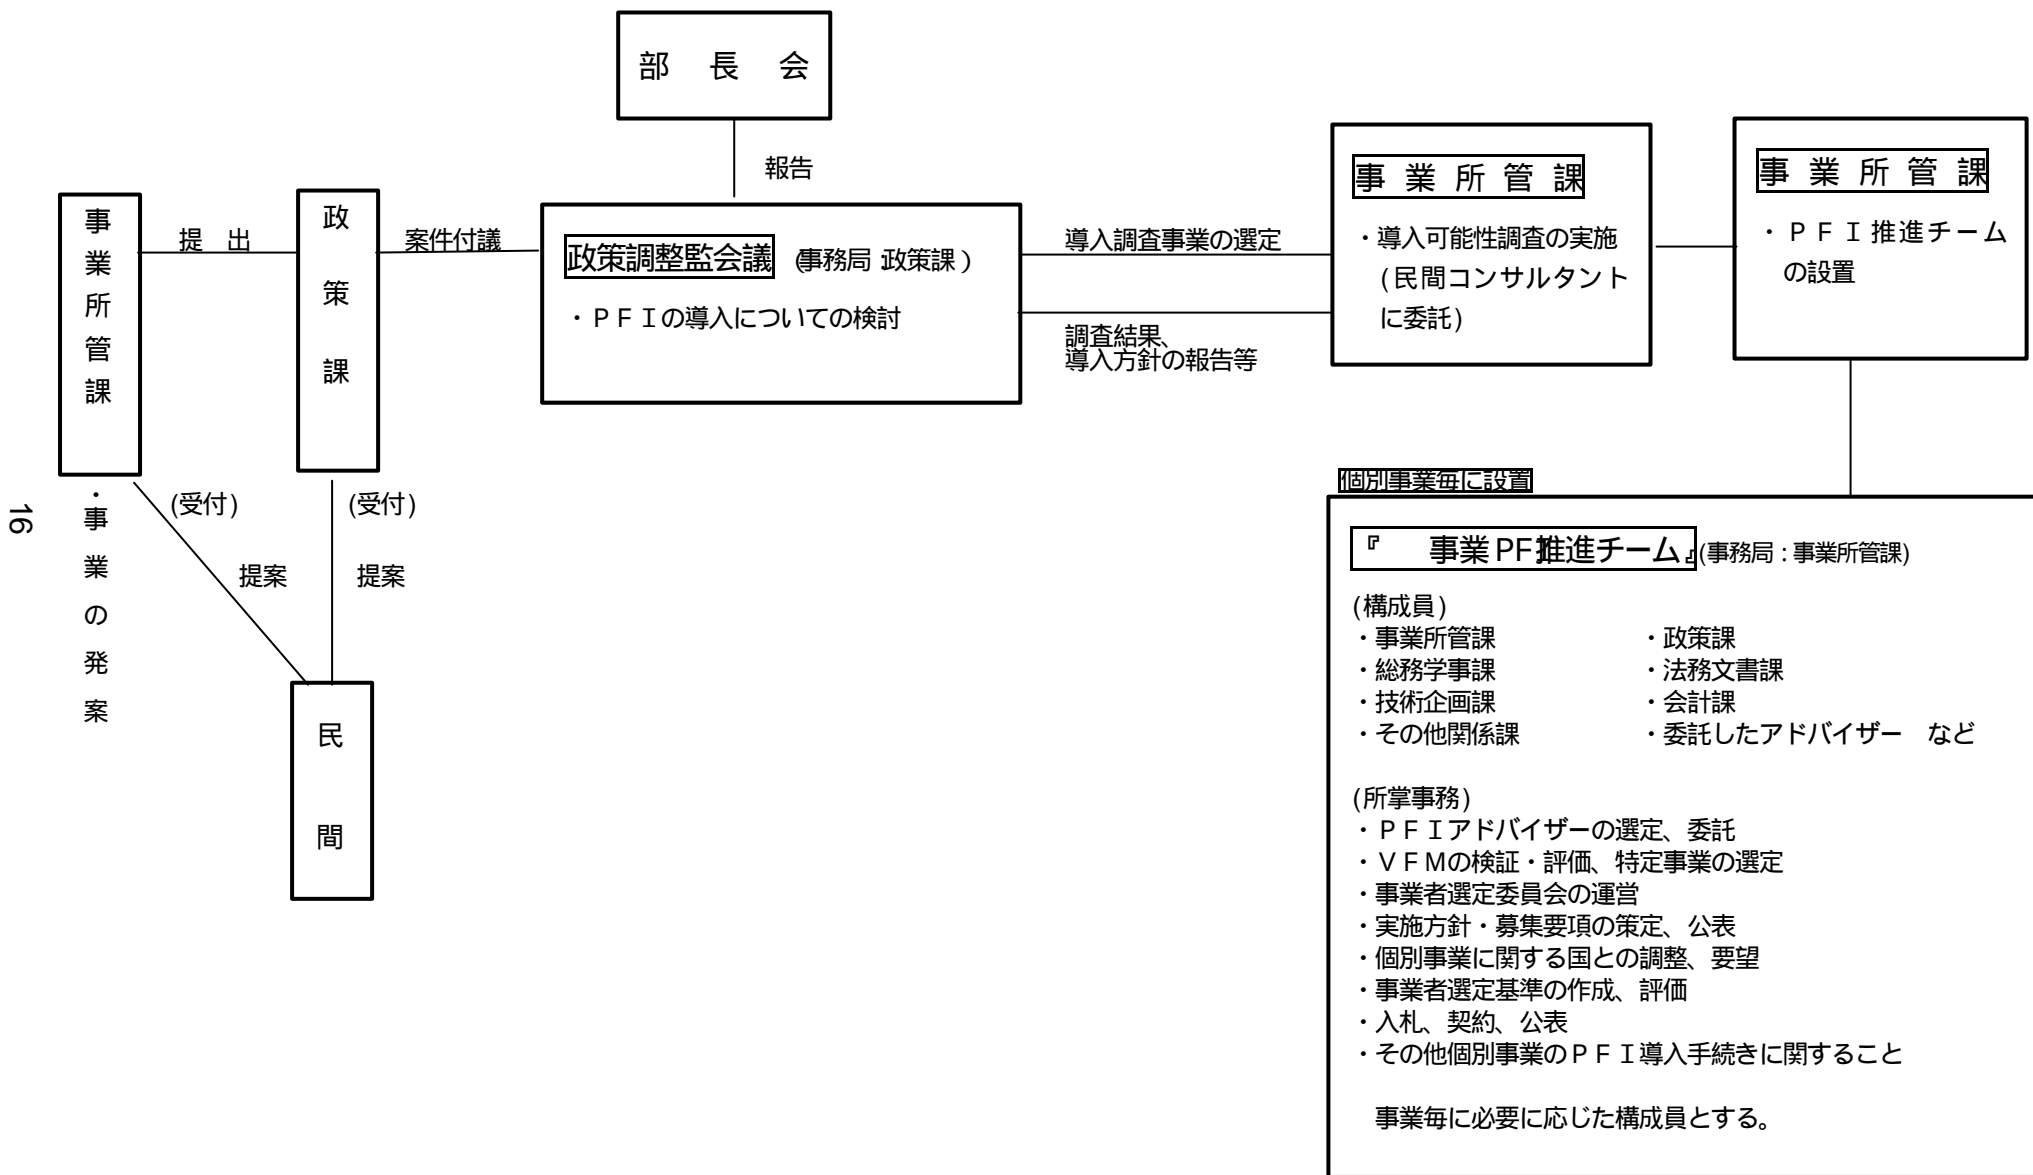 部　長　会
報告
事業所管課
・事業の発案
提　出
政策課
案件付議
政策調整監会議 (事務局:政策課)
・ＰＦＩの導入についての検討
導入調査事業の選定
調査結果、
導入方針の報告等
事 業 所 管 課
・導入可能性調査の実施
(民間コンサルタント
に委託)
事 業 所 管 課
・ＰＦＩ推進チーム
の設置
(受付)
提案
(受付)
提案
民間
個別事業毎に設置
『　　事業PFI推進チーム』(事務局:事業所管課)
(構成員)
・事業所管課　　　　　　・政策課
・総務学事課　　　　　　・法務文書課
・技術企画課　　　　　　・会計課
・その他関係課　　　　　・委託したアドバイザー　など
(所掌事務)
・ＰＦＩアドバイザーの選定、委託
・ＶＦＭの検証・評価、特定事業の選定
・事業者選定委員会の運営
・実施方針・募集要項の策定、公表
・個別事業に関する国との調整、要望
・事業者選定基準の作成、評価
・入札、契約、公表
・その他個別事業のＰＦＩ導入手続きに関すること
事業毎に必要に応じた構成員とする。
16